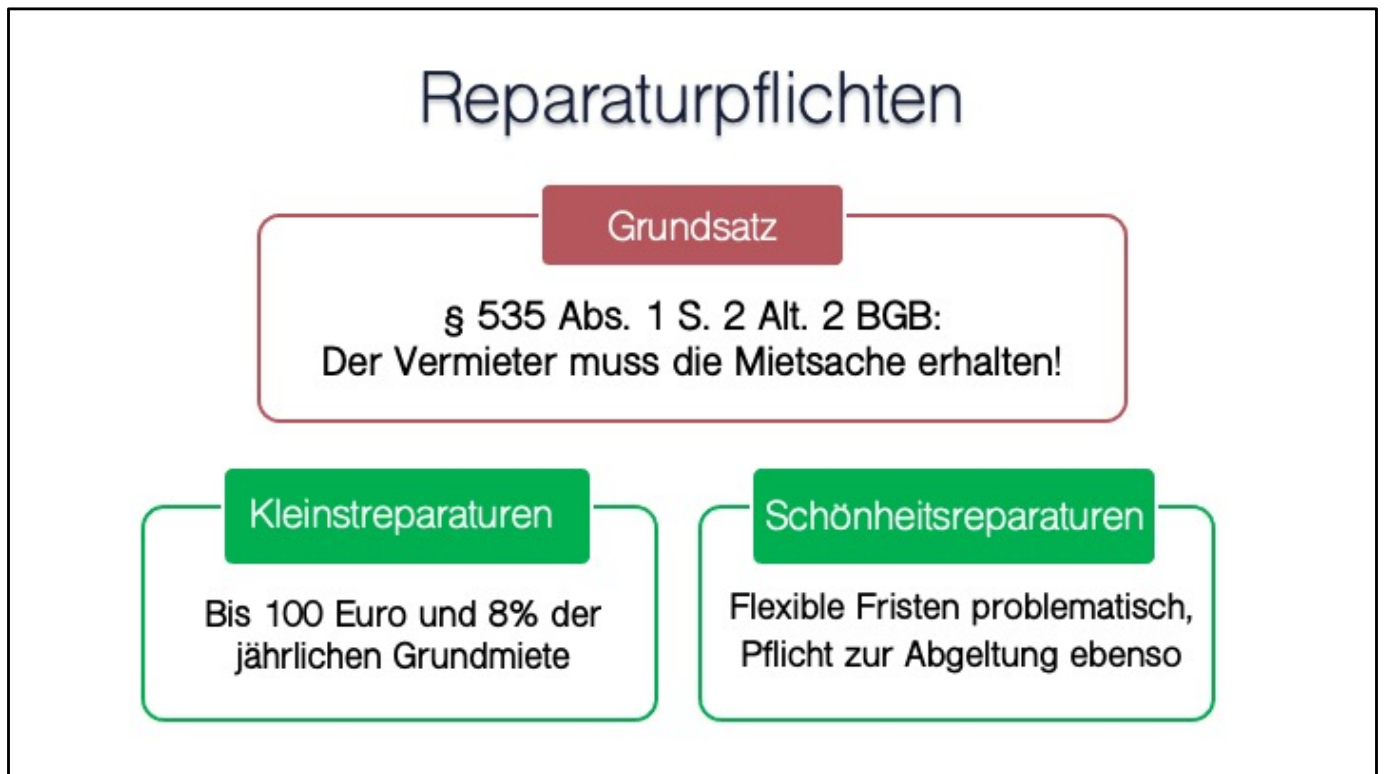 Reparaturpflichten
Grundsatz
§ 535 Abs. 1 S. 2 Alt. 2 BGB:
Der Vermieter muss die Mietsache erhalten!
Kleinstreparaturen
Bis 100 Euro und 8% der
jährlichen Grundmiete
Schönheitsreparaturen
Flexible Fristen problematisch,
Pflicht zur Abgeltung ebenso